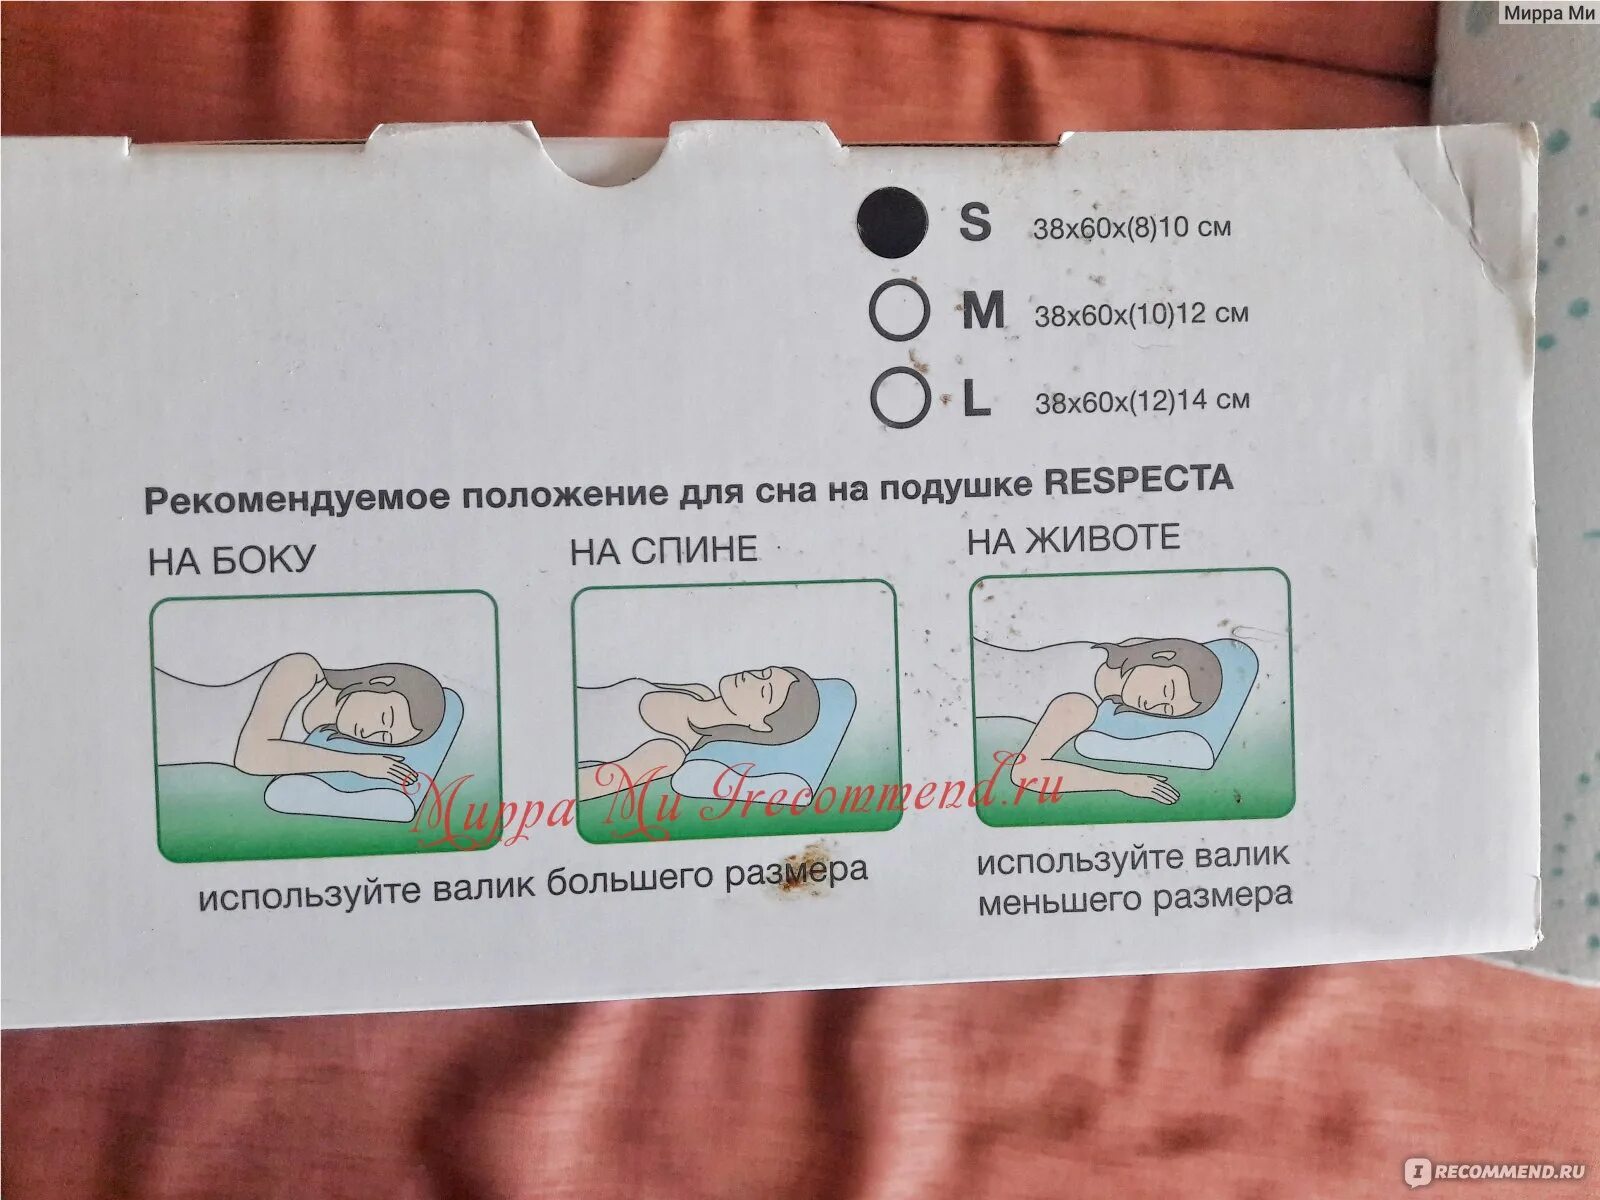 Мирра Ми
S 38х60х(8)10 см
M 38х60х(10)12 см
L 38х60х(12)14 см
Рекомендуемое положение для сна на подушке RESPECTA
НА БОКУ НА СПИНЕ НА ЖИВОТЕ
Мирра Ми Irecommend.ru
используйте валик большего размера
используйте валик
меньшего размера
IRECOMMEND.RU